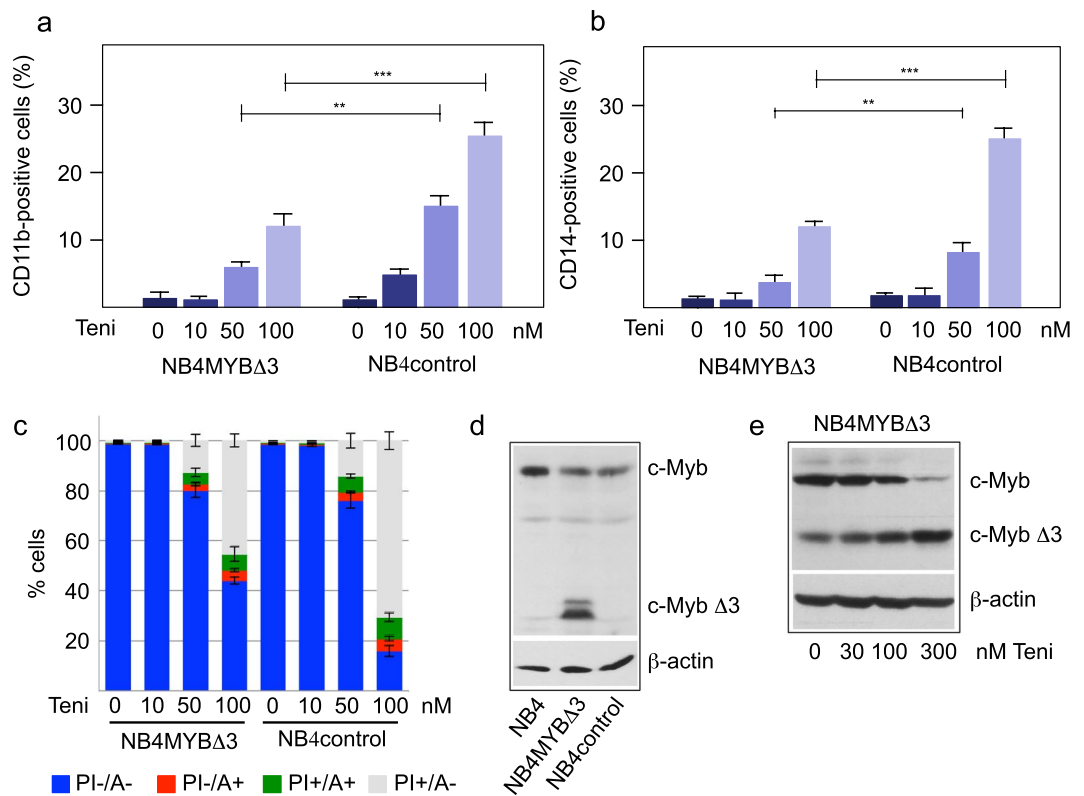 a
CD11b-positive cells (%)
30
20
10
***
**
Teni 0 10 50 100 0 10 50 100 nM
NB4MYBΔ3 NB4control
b
CD14-positive cells (%)
30
20
10
***
**
Teni 0 10 50 100 0 10 50 100 nM
NB4MYBΔ3 NB4control
c
% cells
100
80
60
40
20
Teni 0 10 50 100 0 10 50 100 nM
NB4MYBΔ3 NB4control
PI-/A- PI-/A+ PI+/A+ PI+/A-
d
c-Myb
c-Myb Δ3
β-actin
NB4
NB4MYBΔ3
NB4control
e
NB4MYBΔ3
c-Myb
c-Myb Δ3
β-actin
0 30 100 300 nM Teni